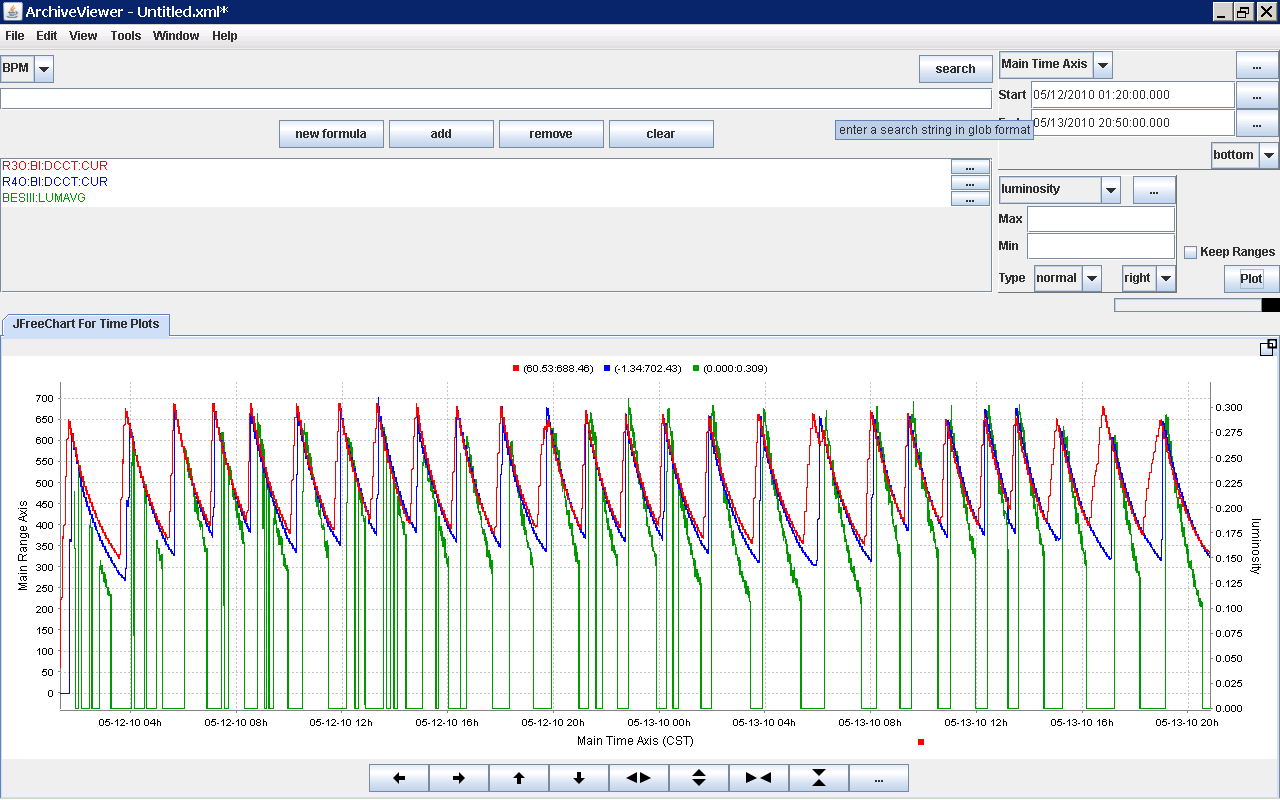 ArchiveViewer - Untitled.xml*
File Edit View Tools Window Help
BPM
search
Main Time Axis
...
Start 05/12/2010 01:20:00.000 ...
new formula add remove clear
enter a search string in glob format
05/13/2010 20:50:00.000 ...
bottom
R3O:BI:DCCT:CUR ...
R4O:BI:DCCT:CUR ...
BESIII:LUMAVG ...
luminosity ...
Max
Min
Keep Ranges
Type normal right Plot
JFreeChart For Time Plots
(60.53:688.46) (-1.34:702.43) (0.000:0.309)
700
650
600
550
500
450
400
350
300
250
200
150
100
50
0
Main Range Axis
0.300
0.275
0.250
0.225
0.200
0.175
0.150
0.125
0.100
0.075
0.050
0.025
0.000
luminosity
05-12-10 04h 05-12-10 08h 05-12-10 12h 05-12-10 16h 05-12-10 20h 05-13-10 00h 05-13-10 04h 05-13-10 08h 05-13-10 12h 05-13-10 16h 05-13-10 20h
Main Time Axis (CST)
...